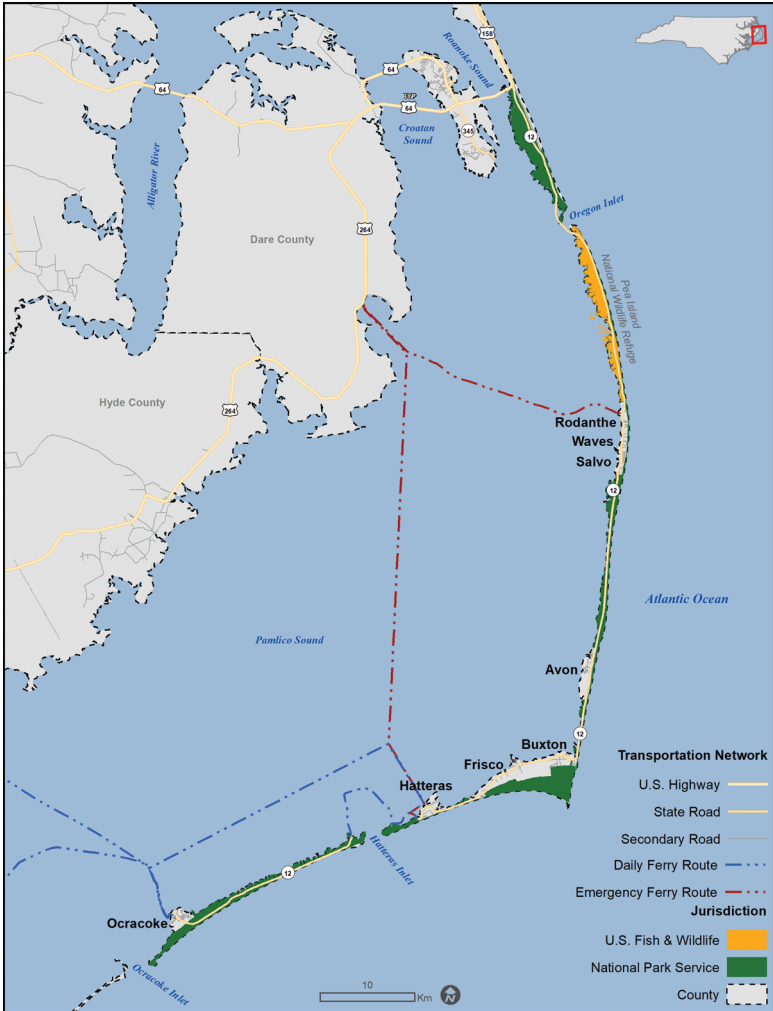 158
Roanoke Sound
64
64
BYP
64
Croatan
Sound
345
12
Alligator River
Oregon Inlet
264
Dare County
Pea Island
National Wildlife Refuge
Hyde County
264
Rodanthe
Waves
Salvo
12
Atlantic Ocean
Pamlico Sound
Avon
12
Buxton
Frisco
Hatteras
Hatteras Inlet
12
Ocracoke
Ocracoke Inlet
10
Km
N
Transportation Network
U.S. Highway
State Road
Secondary Road
Daily Ferry Route
Emergency Ferry Route
Jurisdiction
U.S. Fish & Wildlife
National Park Service
County